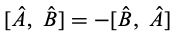 [Â, B̂] = −[B̂, Â]